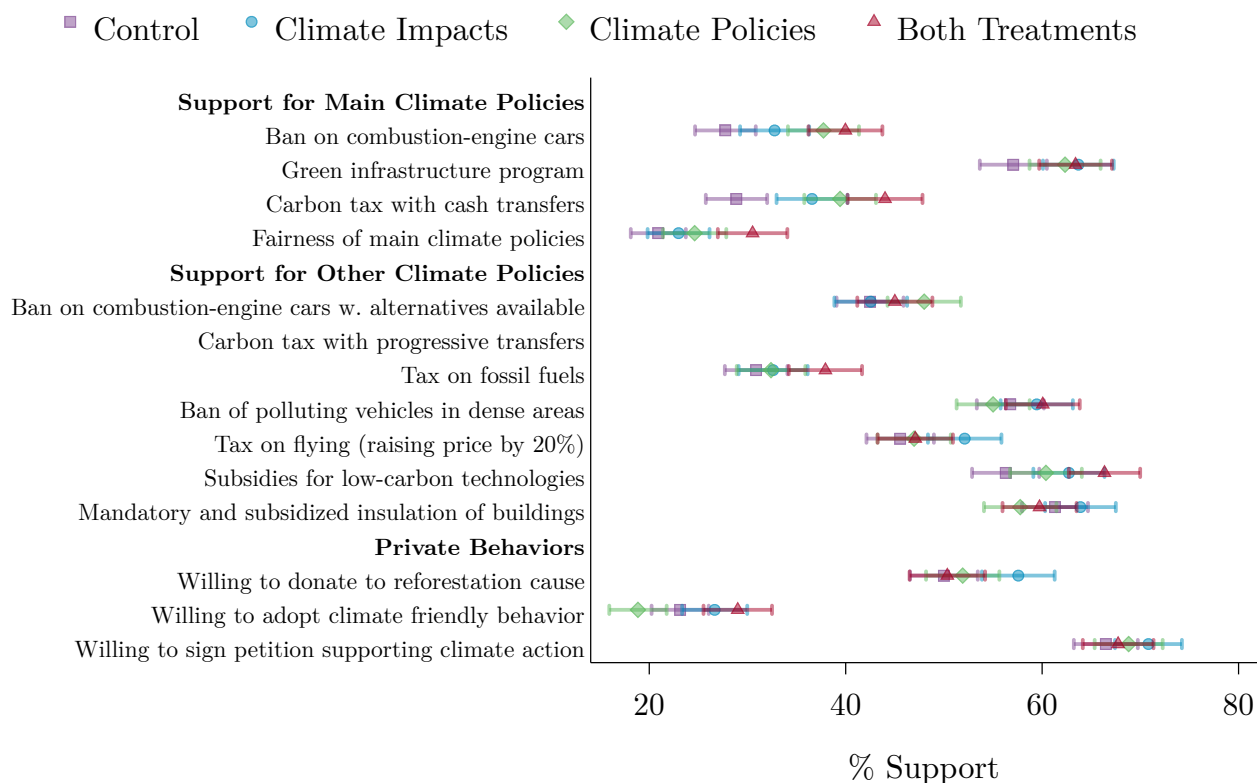 Control Climate Impacts Climate Policies Both Treatments
Support for Main Climate Policies
Ban on combustion-engine cars
Green infrastructure program
Carbon tax with cash transfers
Fairness of main climate policies
Support for Other Climate Policies
Ban on combustion-engine cars w. alternatives available
Carbon tax with progressive transfers
Tax on fossil fuels
Ban of polluting vehicles in dense areas
Tax on flying (raising price by 20%)
Subsidies for low-carbon technologies
Mandatory and subsidized insulation of buildings
Private Behaviors
Willing to donate to reforestation cause
Willing to adopt climate friendly behavior
Willing to sign petition supporting climate action
20 40 60 80
% Support